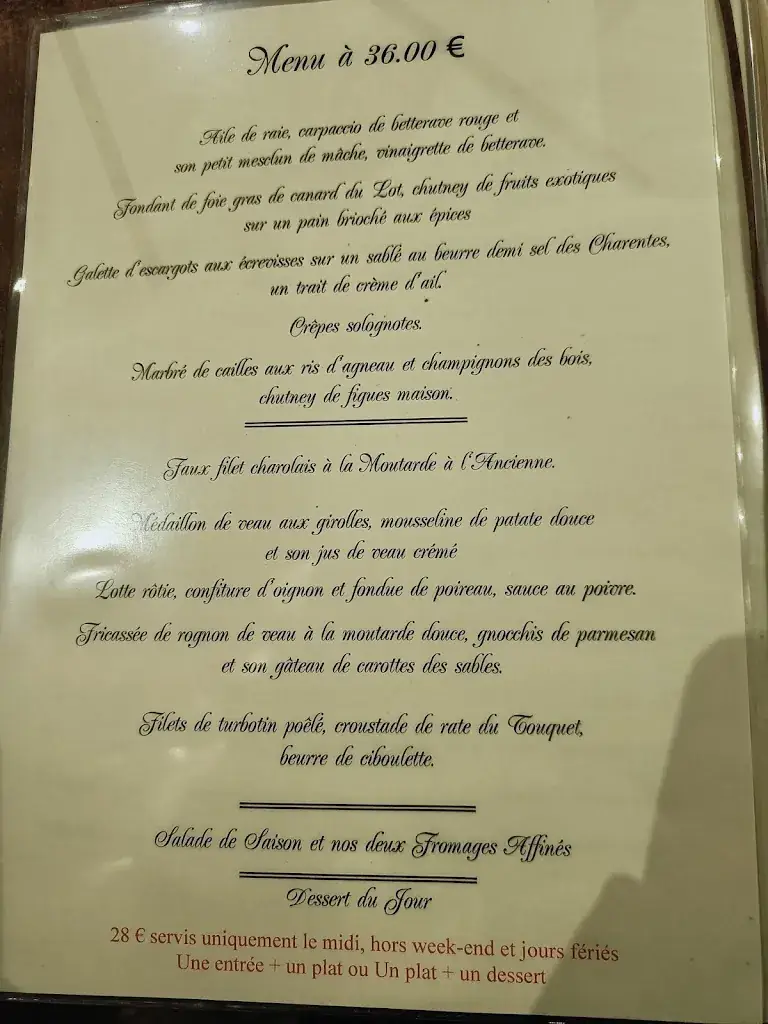 Menu à 36.00 €
Aile de raie, carpaccio de betterave rouge et
son petit mesclun de mâche, vinaigrette de betterave.
Fondant de foie gras de canard du Lot, chutney de fruits exotiques
sur un pain brioché aux épices
Galette d'escargots aux écrevisses sur un sablé au beurre demi sel des Charentes,
un trait de crème d'ail.
Crêpes solognotes.
Marbré de cailles aux ris d'agneau et champignons des bois,
chutney de figues maison.
Faux filet charolais à la Moutarde à l'Ancienne.
Médaillon de veau aux girolles, mousseline de patate douce
et son jus de veau crémé
Lotte rôtie, confiture d'oignon et fondue de poireau, sauce au poivre.
Fricassée de rognon de veau à la moutarde douce, gnocchis de parmesan
et son gâteau de carottes des sables.
Filets de turbotin poêlé, croustade de rate du Touquet,
beurre de ciboulette.
Salade de Saison et nos deux Fromages Affinés
Dessert du Jour
28 € servis uniquement le midi, hors week-end et jours fériés
Une entrée + un plat ou Un plat + un dessert